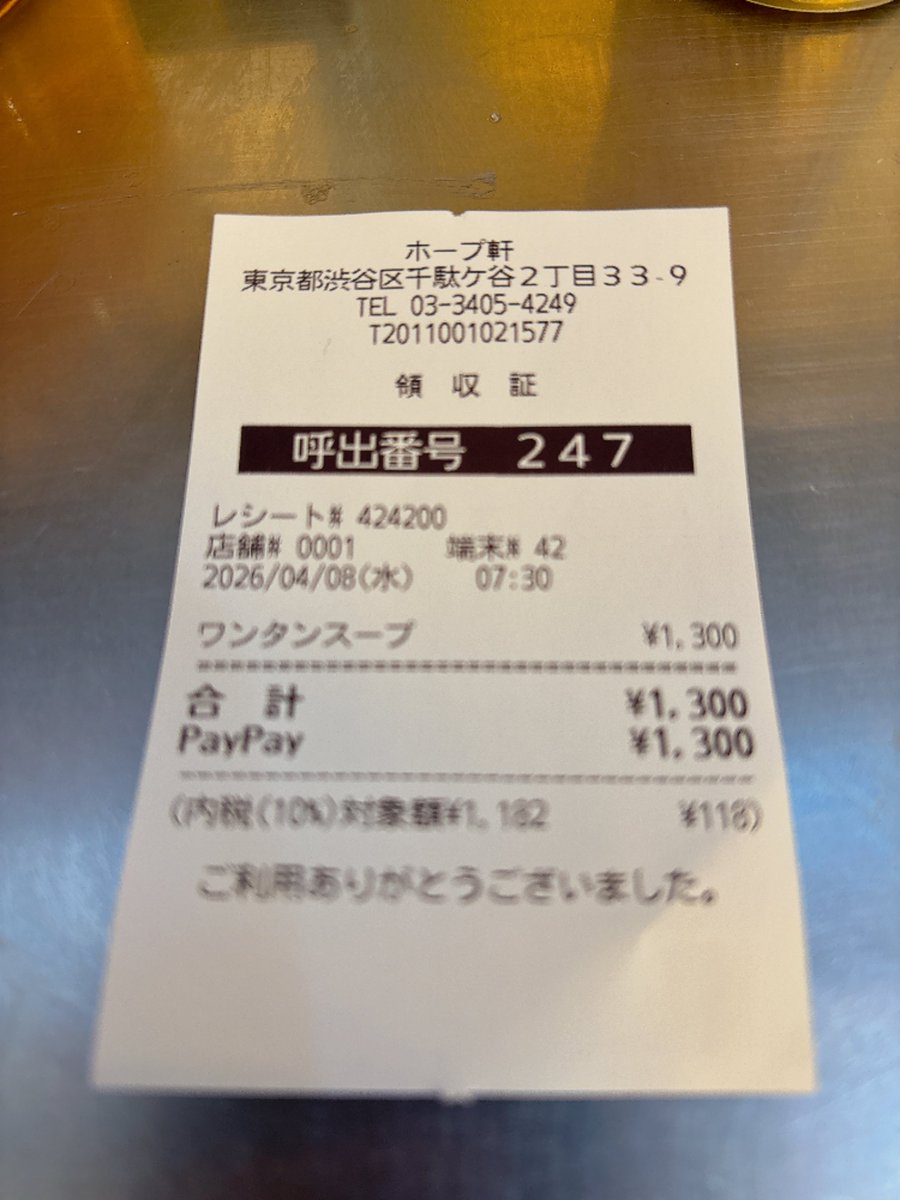 ホープ軒
東京都渋谷区千駄ケ谷２丁目３３-９
TEL 03-3405-4249
T2011001021577
領 収 証
呼出番号 ２４７
レシート# 424200
店舗# 0001 端末# 42
2026/04/08(水) 07:30
ワンタンスープ ¥1,300
合 計 ¥1,300
PayPay ¥1,300
(内税(10%)対象額¥1,182 ¥118)
ご利用ありがとうございました。